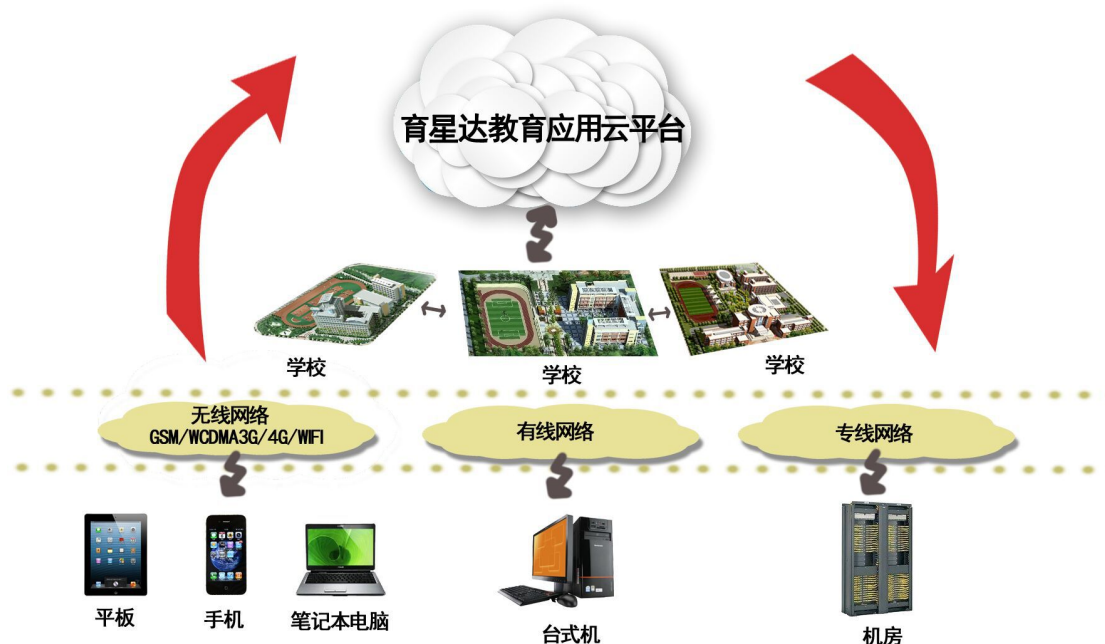 育星达教育应用云平台
学校
学校
学校
无线网络
GSM/WCDMA3G/4G/WIFI
有线网络
专线网络
平板
手机
笔记本电脑
台式机
机房